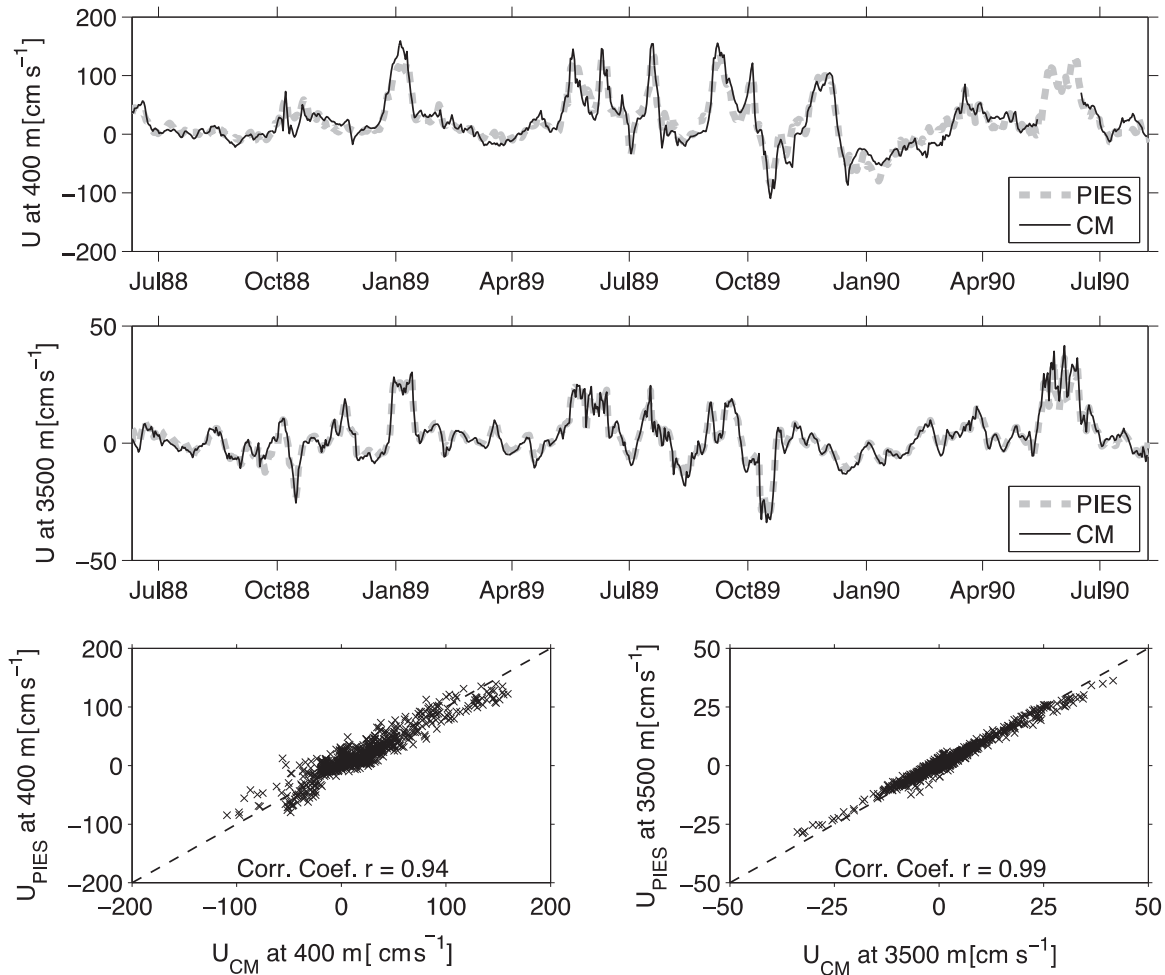 U at 400 m[cm s⁻¹]
200
100
0
−100
−200
PIES
CM
Jul88 Oct88 Jan89 Apr89 Jul89 Oct89 Jan90 Apr90 Jul90
U at 3500 m[cm s⁻¹]
50
0
−50
PIES
CM
Jul88 Oct88 Jan89 Apr89 Jul89 Oct89 Jan90 Apr90 Jul90
U_PIES at 400 m[cm s⁻¹]
200
100
0
−100
−200
Corr. Coef. r = 0.94
−200 −100 0 100 200
U_CM at 400 m[ cm s⁻¹]
U_PIES at 3500 m[cm s⁻¹]
50
25
0
−25
−50
Corr. Coef. r = 0.99
−50 −25 0 25 50
U_CM at 3500 m[cm s⁻¹]